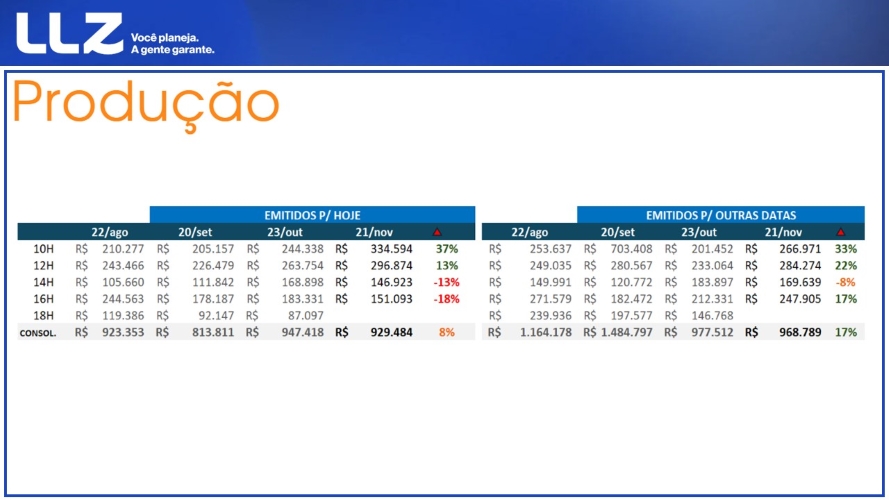 LLZ
Você planeja.
A gente garante.
Produção
EMITIDOS P/ HOJE EMITIDOS P/ OUTRAS DATAS
22/ago 20/set 23/out 21/nov ▲ 22/ago 20/set 23/out 21/nov ▲
10H R$ 210.277 R$ 205.157 R$ 244.338 R$ 334.594 37% R$ 253.637 R$ 703.408 R$ 201.452 R$ 266.971 33%
12H R$ 243.466 R$ 226.479 R$ 263.754 R$ 296.874 13% R$ 249.035 R$ 280.567 R$ 233.064 R$ 284.274 22%
14H R$ 105.660 R$ 111.842 R$ 168.898 R$ 146.923 -13% R$ 149.991 R$ 120.772 R$ 183.897 R$ 169.639 -8%
16H R$ 244.563 R$ 178.187 R$ 183.331 R$ 151.093 -18% R$ 271.579 R$ 182.472 R$ 212.331 R$ 247.905 17%
18H R$ 119.386 R$ 92.147 R$ 87.097 R$ 239.936 R$ 197.577 R$ 146.768
CONSOL. R$ 923.353 R$ 813.811 R$ 947.418 R$ 929.484 8% R$ 1.164.178 R$ 1.484.797 R$ 977.512 R$ 968.789 17%